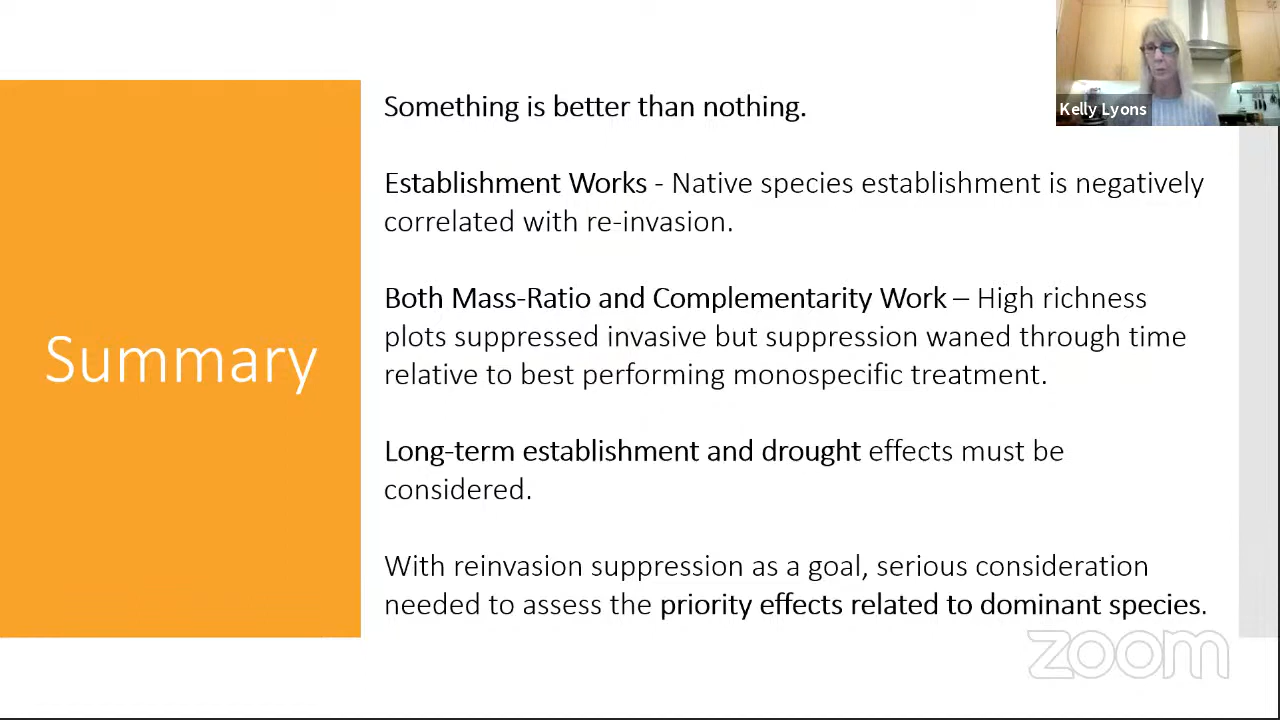 Kelly Lyons
Something is better than nothing.
Establishment Works - Native species establishment is negatively
correlated with re-invasion.
Both Mass-Ratio and Complementarity Work – High richness
plots suppressed invasive but suppression waned through time
relative to best performing monospecific treatment.
Summary
Long-term establishment and drought effects must be
considered.
With reinvasion suppression as a goal, serious consideration
needed to assess the priority effects related to dominant species.
zoom